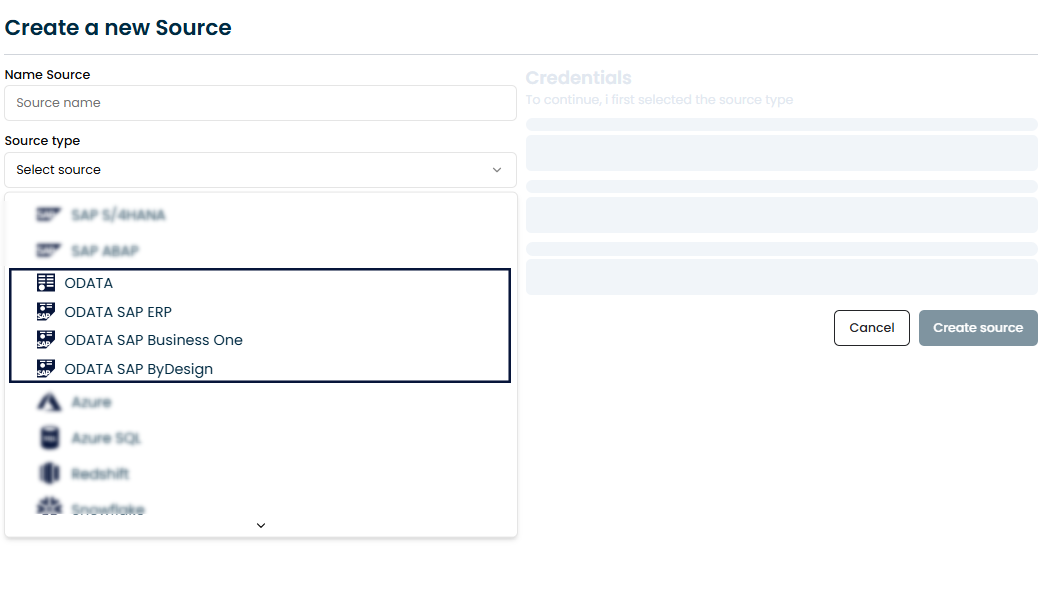 Create a new Source
Name Source
Source name
Source type
Select source
SAP S/4HANA
SAP ABAP
ODATA
ODATA SAP ERP
ODATA SAP Business One
ODATA SAP ByDesign
Azure
Azure SQL
Redshift
Snowflake
Credentials
To continue, i first selected the source type
Cancel
Create source